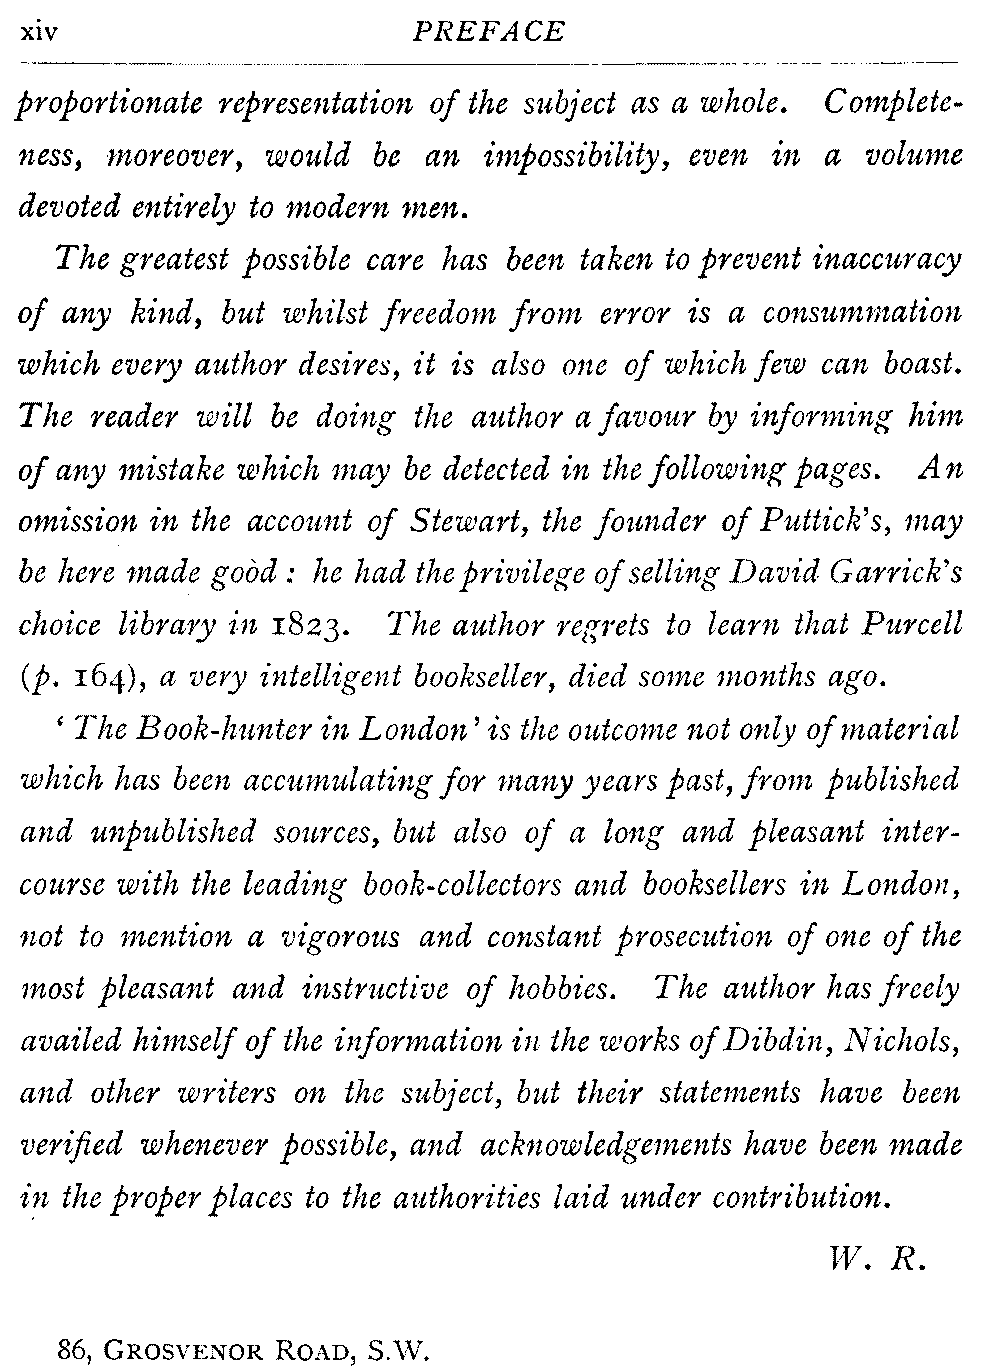 xiv PREFACE
proportionate representation of the subject as a whole. Complete-
ness, moreover, would be an impossibility, even in a volume
devoted entirely to modern men.
The greatest possible care has been taken to prevent inaccuracy
of any kind, but whilst freedom from error is a consummation
which every author desires, it is also one of which few can boast.
The reader will be doing the author a favour by informing him
of any mistake which may be detected in the following pages. An
omission in the account of Stewart, the founder of Puttick's, may
be here made good : he had the privilege of selling David Garrick's
choice library in 1823. The author regrets to learn that Purcell
(p. 164), a very intelligent bookseller, died some months ago.
‘ The Book-hunter in London ’ is the outcome not only of material
which has been accumulating for many years past, from published
and unpublished sources, but also of a long and pleasant inter-
course with the leading book-collectors and booksellers in London,
not to mention a vigorous and constant prosecution of one of the
most pleasant and instructive of hobbies. The author has freely
availed himself of the information in the works of Dibdin, Nichols,
and other writers on the subject, but their statements have been
verified whenever possible, and acknowledgements have been made
in the proper places to the authorities laid under contribution.
W. R.
86, GROSVENOR ROAD, S.W.